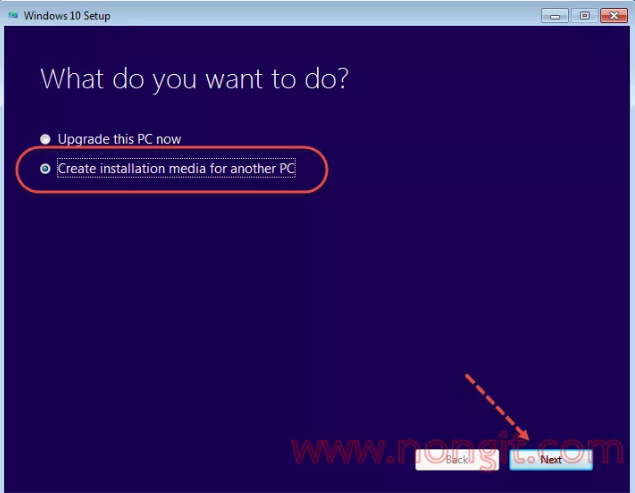 Windows 10 Setup
What do you want to do?
Upgrade this PC now
Create installation media for another PC
www.nongit.com
Back
Next